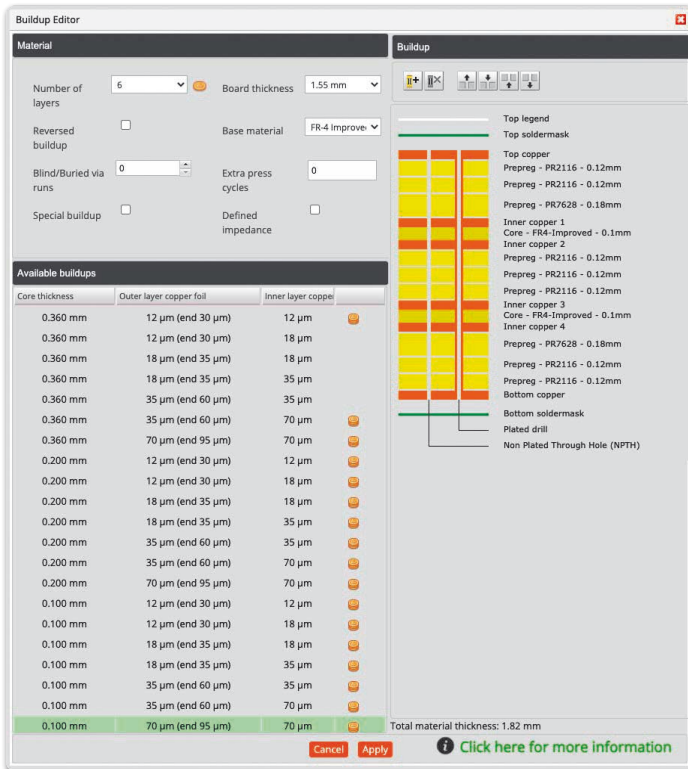 Buildup Editor
Material
Number of layers 6 Board thickness 1.55 mm
Reversed buildup Base material FR-4 Improve
Blind/Buried via runs 0 Extra press cycles 0
Special buildup Defined impedance
Available buildups
Core thickness Outer layer copper foil Inner layer copper
0.360 mm 12 µm (end 30 µm) 12 µm
0.360 mm 12 µm (end 30 µm) 18 µm
0.360 mm 18 µm (end 35 µm) 18 µm
0.360 mm 18 µm (end 35 µm) 35 µm
0.360 mm 35 µm (end 60 µm) 35 µm
0.360 mm 35 µm (end 60 µm) 70 µm
0.360 mm 70 µm (end 95 µm) 70 µm
0.200 mm 12 µm (end 30 µm) 12 µm
0.200 mm 12 µm (end 30 µm) 18 µm
0.200 mm 18 µm (end 35 µm) 18 µm
0.200 mm 18 µm (end 35 µm) 35 µm
0.200 mm 35 µm (end 60 µm) 35 µm
0.200 mm 35 µm (end 60 µm) 70 µm
0.200 mm 70 µm (end 95 µm) 70 µm
0.100 mm 12 µm (end 30 µm) 12 µm
0.100 mm 12 µm (end 30 µm) 18 µm
0.100 mm 18 µm (end 35 µm) 18 µm
0.100 mm 18 µm (end 35 µm) 35 µm
0.100 mm 35 µm (end 60 µm) 35 µm
0.100 mm 35 µm (end 60 µm) 70 µm
0.100 mm 70 µm (end 95 µm) 70 µm
Buildup
Top legend
Top soldermask
Top copper
Prepreg - PR2116 - 0.12mm
Prepreg - PR2116 - 0.12mm
Prepreg - PR7628 - 0.18mm
Inner copper 1
Core - FR4-Improved - 0.1mm
Inner copper 2
Prepreg - PR2116 - 0.12mm
Prepreg - PR2116 - 0.12mm
Prepreg - PR2116 - 0.12mm
Inner copper 3
Core - FR4-Improved - 0.1mm
Inner copper 4
Prepreg - PR7628 - 0.18mm
Prepreg - PR2116 - 0.12mm
Prepreg - PR2116 - 0.12mm
Bottom copper
Bottom soldermask
Plated drill
Non Plated Through Hole (NPTH)
Total material thickness: 1.82 mm
Cancel Apply
Click here for more information